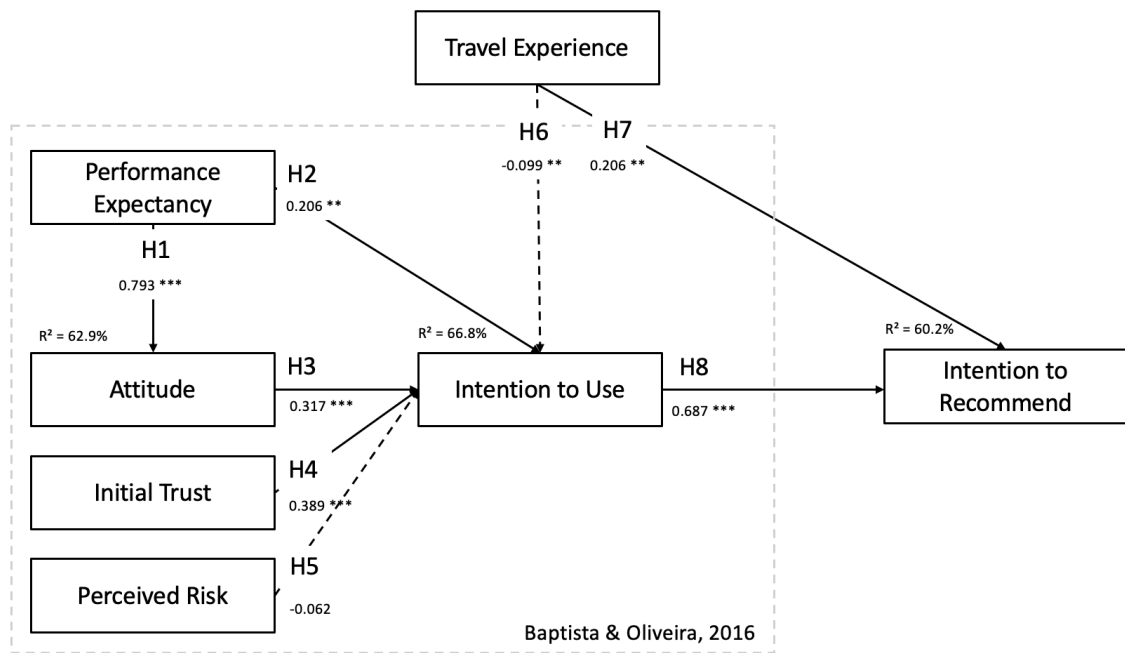 Travel Experience
H6
H7
-0.099 **
0.206 **
Performance
Expectancy
H2
0.206 **
H1
0.793 ***
R² = 62.9%
R² = 66.8%
R² = 60.2%
Attitude
H3
0.317 ***
Intention to Use
H8
0.687 ***
Intention to
Recommend
Initial Trust
H4
0.389 ***
Perceived Risk
H5
-0.062
Baptista & Oliveira, 2016